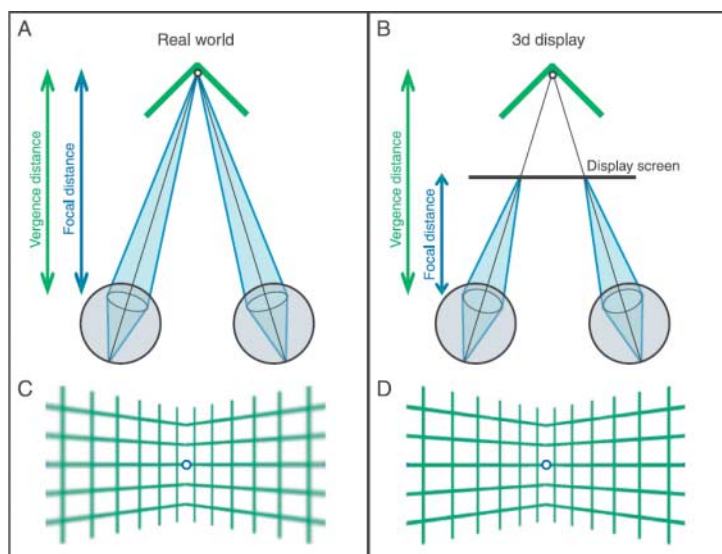 A
Real world
Vergence distance
Focal distance
B
3d display
Vergence distance
Focal distance
Display screen
C
D